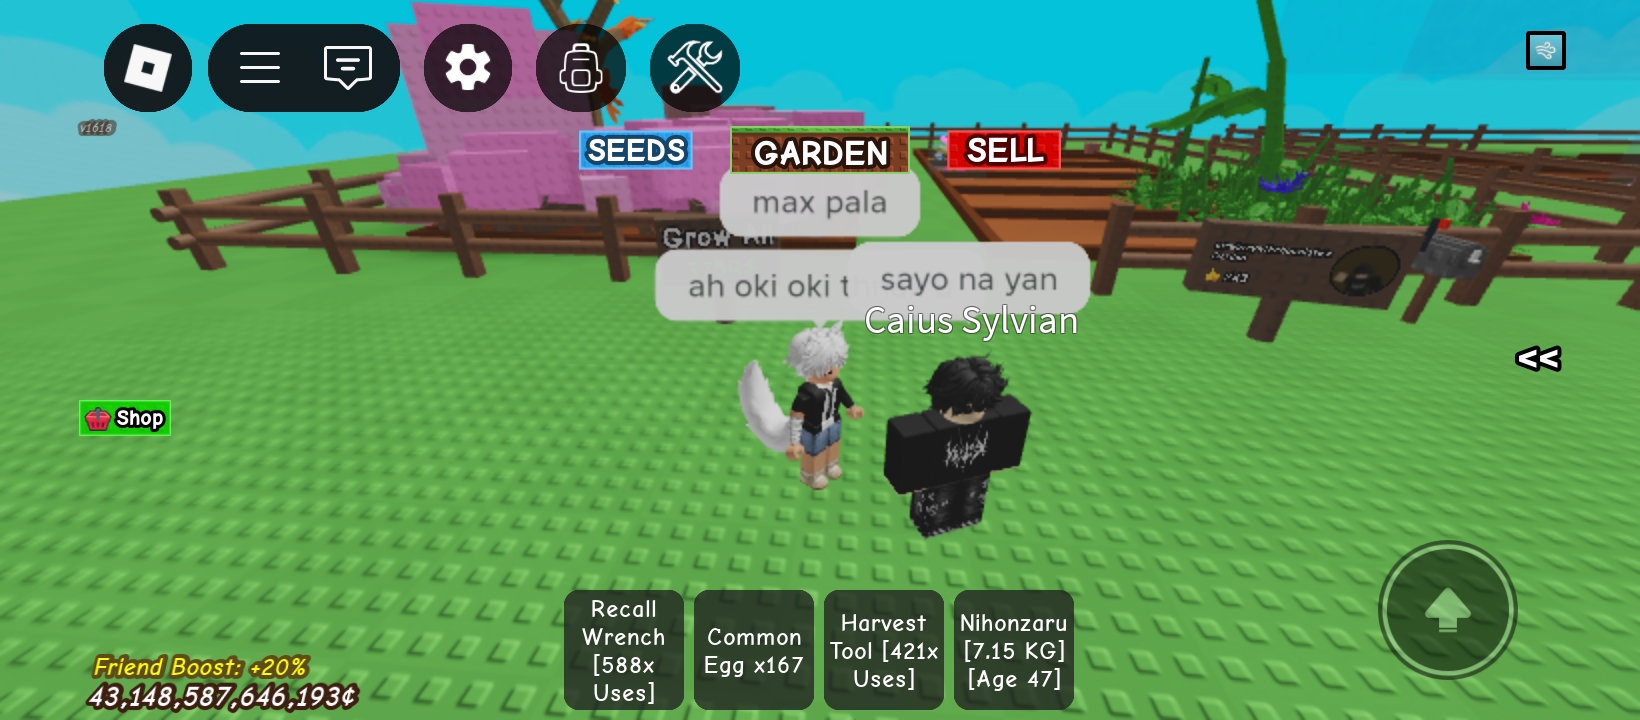 v1618
SEEDS
GARDEN
SELL
max pala
Grow All
ah oki oki t
sayo na yan
Caius Sylvian
<<
Shop
Recall
Wrench
[588x
Uses]
Common
Egg x167
Harvest
Tool [421x
Uses]
Nihonzaru
[7.15 KG]
[Age 47]
Friend Boost: +20%
43,148,587,646,193¢